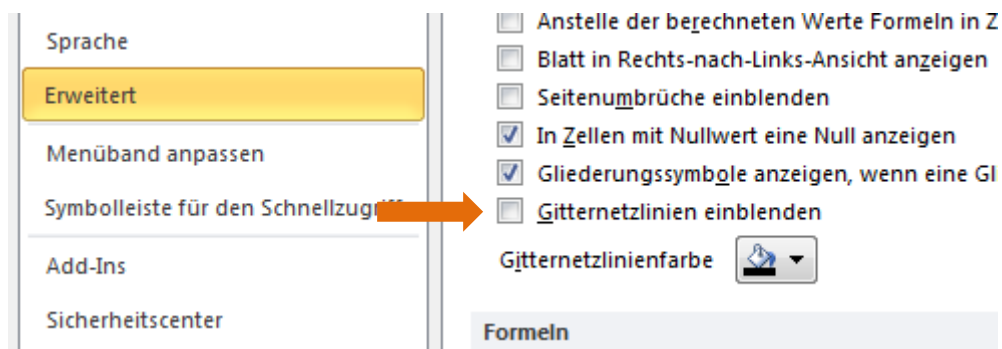 Sprache
Erweitert
Menüband anpassen
Symbolleiste für den
Add-Ins
Sicherheitscenter
Anstelle der berechneten Werte Formeln in Z
Blatt in Rechts-nach-Links-Ansicht anzeigen
Seitenumbrüche einblenden
In Zellen mit Nullwert eine Null anzeigen
Gliederungssymbole anzeigen, wenn eine Gl
Gitternetzlinien einblenden
Gitternetzlinienfarbe
Formeln